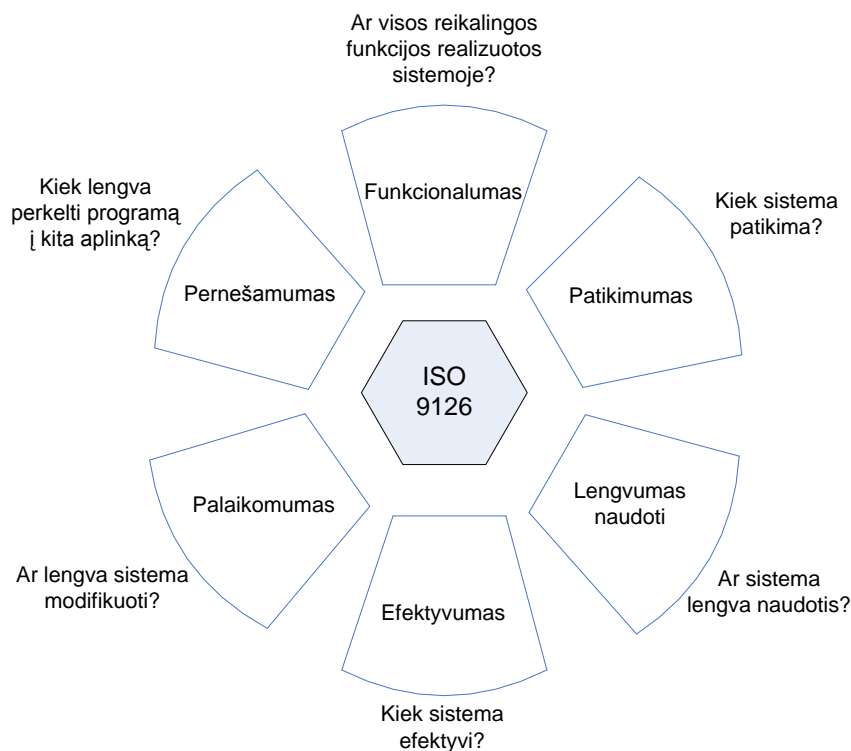 Ar visos reikalingos
funkcijos realizuotos
sistemoje?
Funkcionalumas
Kiek lengva
perkelti programą
į kita aplinką?
Pernešamumas
Kiek sistema
patikima?
Patikimumas
ISO
9126
Palaikomumas
Ar lengva sistema
modifikuoti?
Lengvumas
naudoti
Ar sistema
lengva naudotis?
Efektyvumas
Kiek sistema
efektyvi?